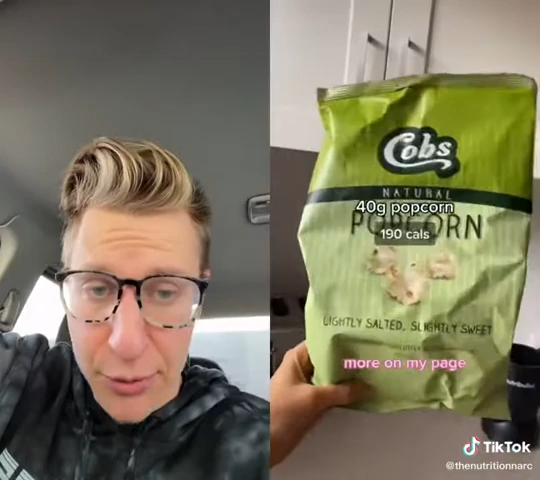 Cobs
NATURAL
40g popcorn
POPCORN
190 cals
LIGHTLY SALTED, SLIGHTLY SWEET
more on my page
TikTok
@thenutritionnarc